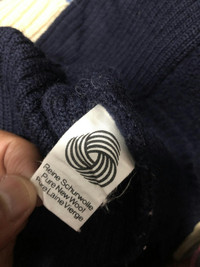 Reine Schurwolle
Pure New Wool
Pure Laine Vierge